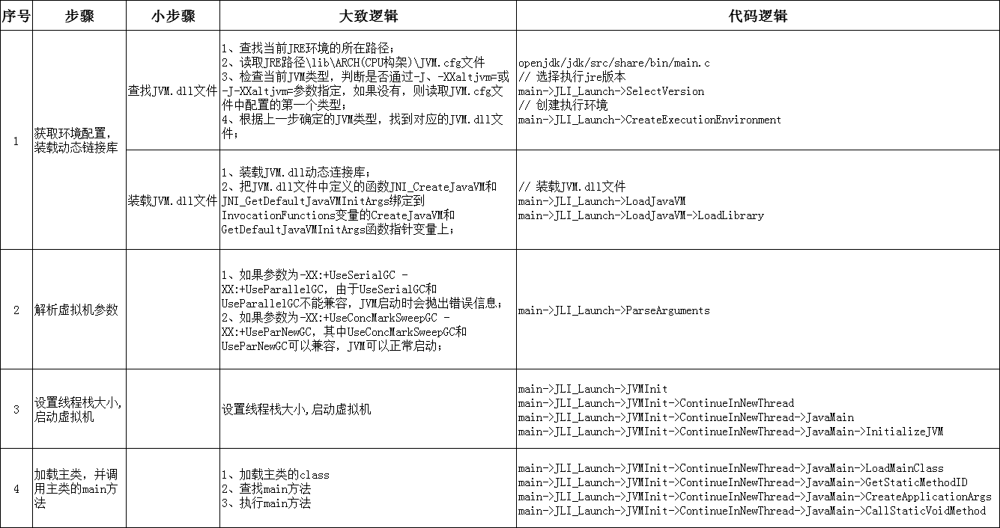 序号 步骤 小步骤 大致逻辑 代码逻辑
1
获取环境配置，
装载动态链接库
查找JVM.dll文件
1、查找当前JRE环境的所在路径；
2、读取JRE路径\lib\ARCH(CPU构架)\JVM.cfg文件
3、检查当前JVM类型，判断是否通过-J、-XXaltjvm=或
-J-XXaltjvm=参数指定，如果没有，则读取JVM.cfg文
件中配置的第一个类型；
4、根据上一步确定的JVM类型，找到对应的JVM.dll文
件；
openjdk/jdk/src/share/bin/main.c
// 选择执行jre版本
main->JLI_Launch->SelectVersion
// 创建执行环境
main->JLI_Launch->CreateExecutionEnvironment
装载JVM.dll文件
1、装载JVM.dll动态连接库；
2、把JVM.dll文件中定义的函数JNI_CreateJavaVM和
JNI_GetDefaultJavaVMInitArgs绑定到
InvocationFunctions变量的CreateJavaVM和
GetDefaultJavaVMInitArgs函数指针变量上；
// 装载JVM.dll文件
main->JLI_Launch->LoadJavaVM
main->JLI_Launch->LoadJavaVM->LoadLibrary
2
解析虚拟机参数
1、如果参数为-XX:+UseSerialGC -
XX:+UseParallelGC，由于UseSerialGC和
UseParallelGC不能兼容，JVM启动时会抛出错误信息；
2、如果参数为-XX:+UseConcMarkSweepGC -
XX:+UseParNewGC，其中UseConcMarkSweepGC和
UseParNewGC可以兼容，JVM可以正常启动；
main->JLI_Launch->ParseArguments
3
设置线程栈大小,
启动虚拟机
设置线程栈大小,启动虚拟机
main->JLI_Launch->JVMInit
main->JLI_Launch->JVMInit->ContinueInNewThread
main->JLI_Launch->JVMInit->ContinueInNewThread->JavaMain
main->JLI_Launch->JVMInit->ContinueInNewThread->JavaMain->InitializeJVM
4
加载主类，并调
用主类的main方
法
1、加载主类的class
2、查找main方法
3、执行main方法
main->JLI_Launch->JVMInit->ContinueInNewThread->JavaMain->LoadMainClass
main->JLI_Launch->JVMInit->ContinueInNewThread->JavaMain->GetStaticMethodID
main->JLI_Launch->JVMInit->ContinueInNewThread->JavaMain->CreateApplicationArgs
main->JLI_Launch->JVMInit->ContinueInNewThread->JavaMain->CallStaticVoidMethod